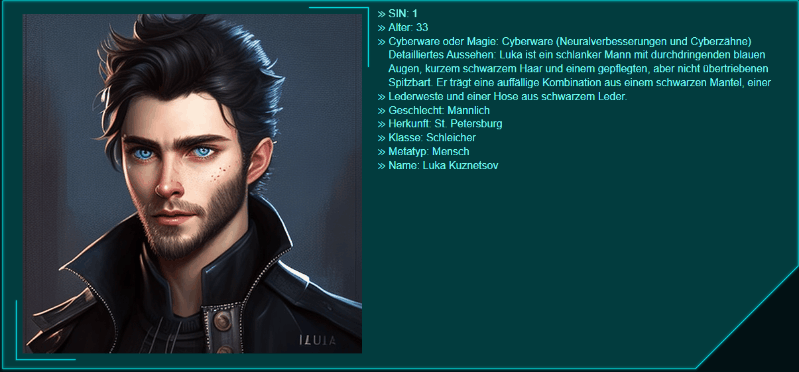 » SIN: 1
» Alter: 33
» Cyberware oder Magie: Cyberware (Neuralverbesserungen und Cyberzähne)
Detailliertes Aussehen: Luka ist ein schlanker Mann mit durchdringenden blauen
Augen, kurzem schwarzem Haar und einem gepflegten, aber nicht übertriebenen
Spitzbart. Er trägt eine auffällige Kombination aus einem schwarzen Mantel, einer
» Lederweste und einer Hose aus schwarzem Leder.
» Geschlecht: Männlich
» Herkunft: St. Petersburg
» Klasse: Schleicher
» Metatyp: Mensch
» Name: Luka Kuznetsov